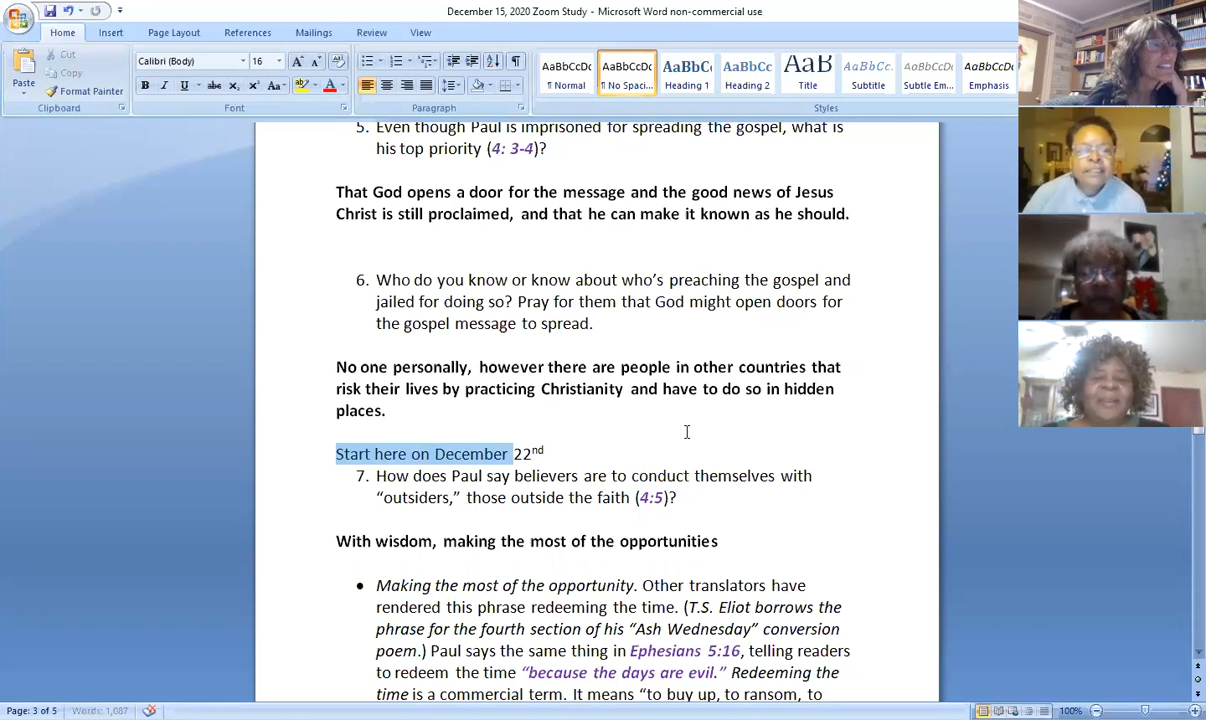 December 15, 2020 Zoom Study - Microsoft Word non-commercial use
Home Insert Page Layout References Mailings Review View
Cut
Copy
Format Painter
Paste
Clipboard
Calibri (Body) 16
Font
Paragraph
AaBbCcDc AaBbCcDc AaBbC AaBbCc AaB AaBbCcDc AaBbCcDc AaBbCcDc
¶ Normal ¶ No Spaci... Heading 1 Heading 2 Title Subtitle Subtle Em... Emphasis
Styles
5. Even though Paul is imprisoned for spreading the gospel, what is
his top priority (4: 3-4)?
That God opens a door for the message and the good news of Jesus
Christ is still proclaimed, and that he can make it known as he should.
6. Who do you know or know about who’s preaching the gospel and
jailed for doing so? Pray for them that God might open doors for
the gospel message to spread.
No one personally, however there are people in other countries that
risk their lives by practicing Christianity and have to do so in hidden
places.
Start here on December 22nd
7. How does Paul say believers are to conduct themselves with
“outsiders,” those outside the faith (4:5)?
With wisdom, making the most of the opportunities
• Making the most of the opportunity. Other translators have
rendered this phrase redeeming the time. (T.S. Eliot borrows the
phrase for the fourth section of his “Ash Wednesday” conversion
poem.) Paul says the same thing in Ephesians 5:16, telling readers
to redeem the time “because the days are evil.” Redeeming the
time is a commercial term. It means “to buy up, to ransom, to
Page: 3 of 5 Words: 1,087 100%